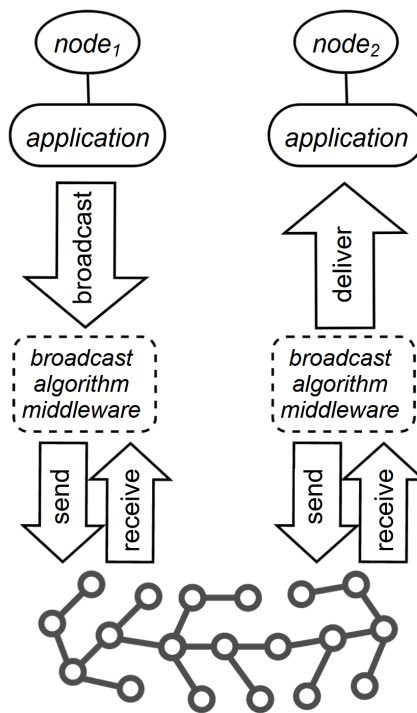 node₁
node₂
application
application
broadcast
deliver
broadcast
algorithm
middleware
broadcast
algorithm
middleware
send
receive
send
receive